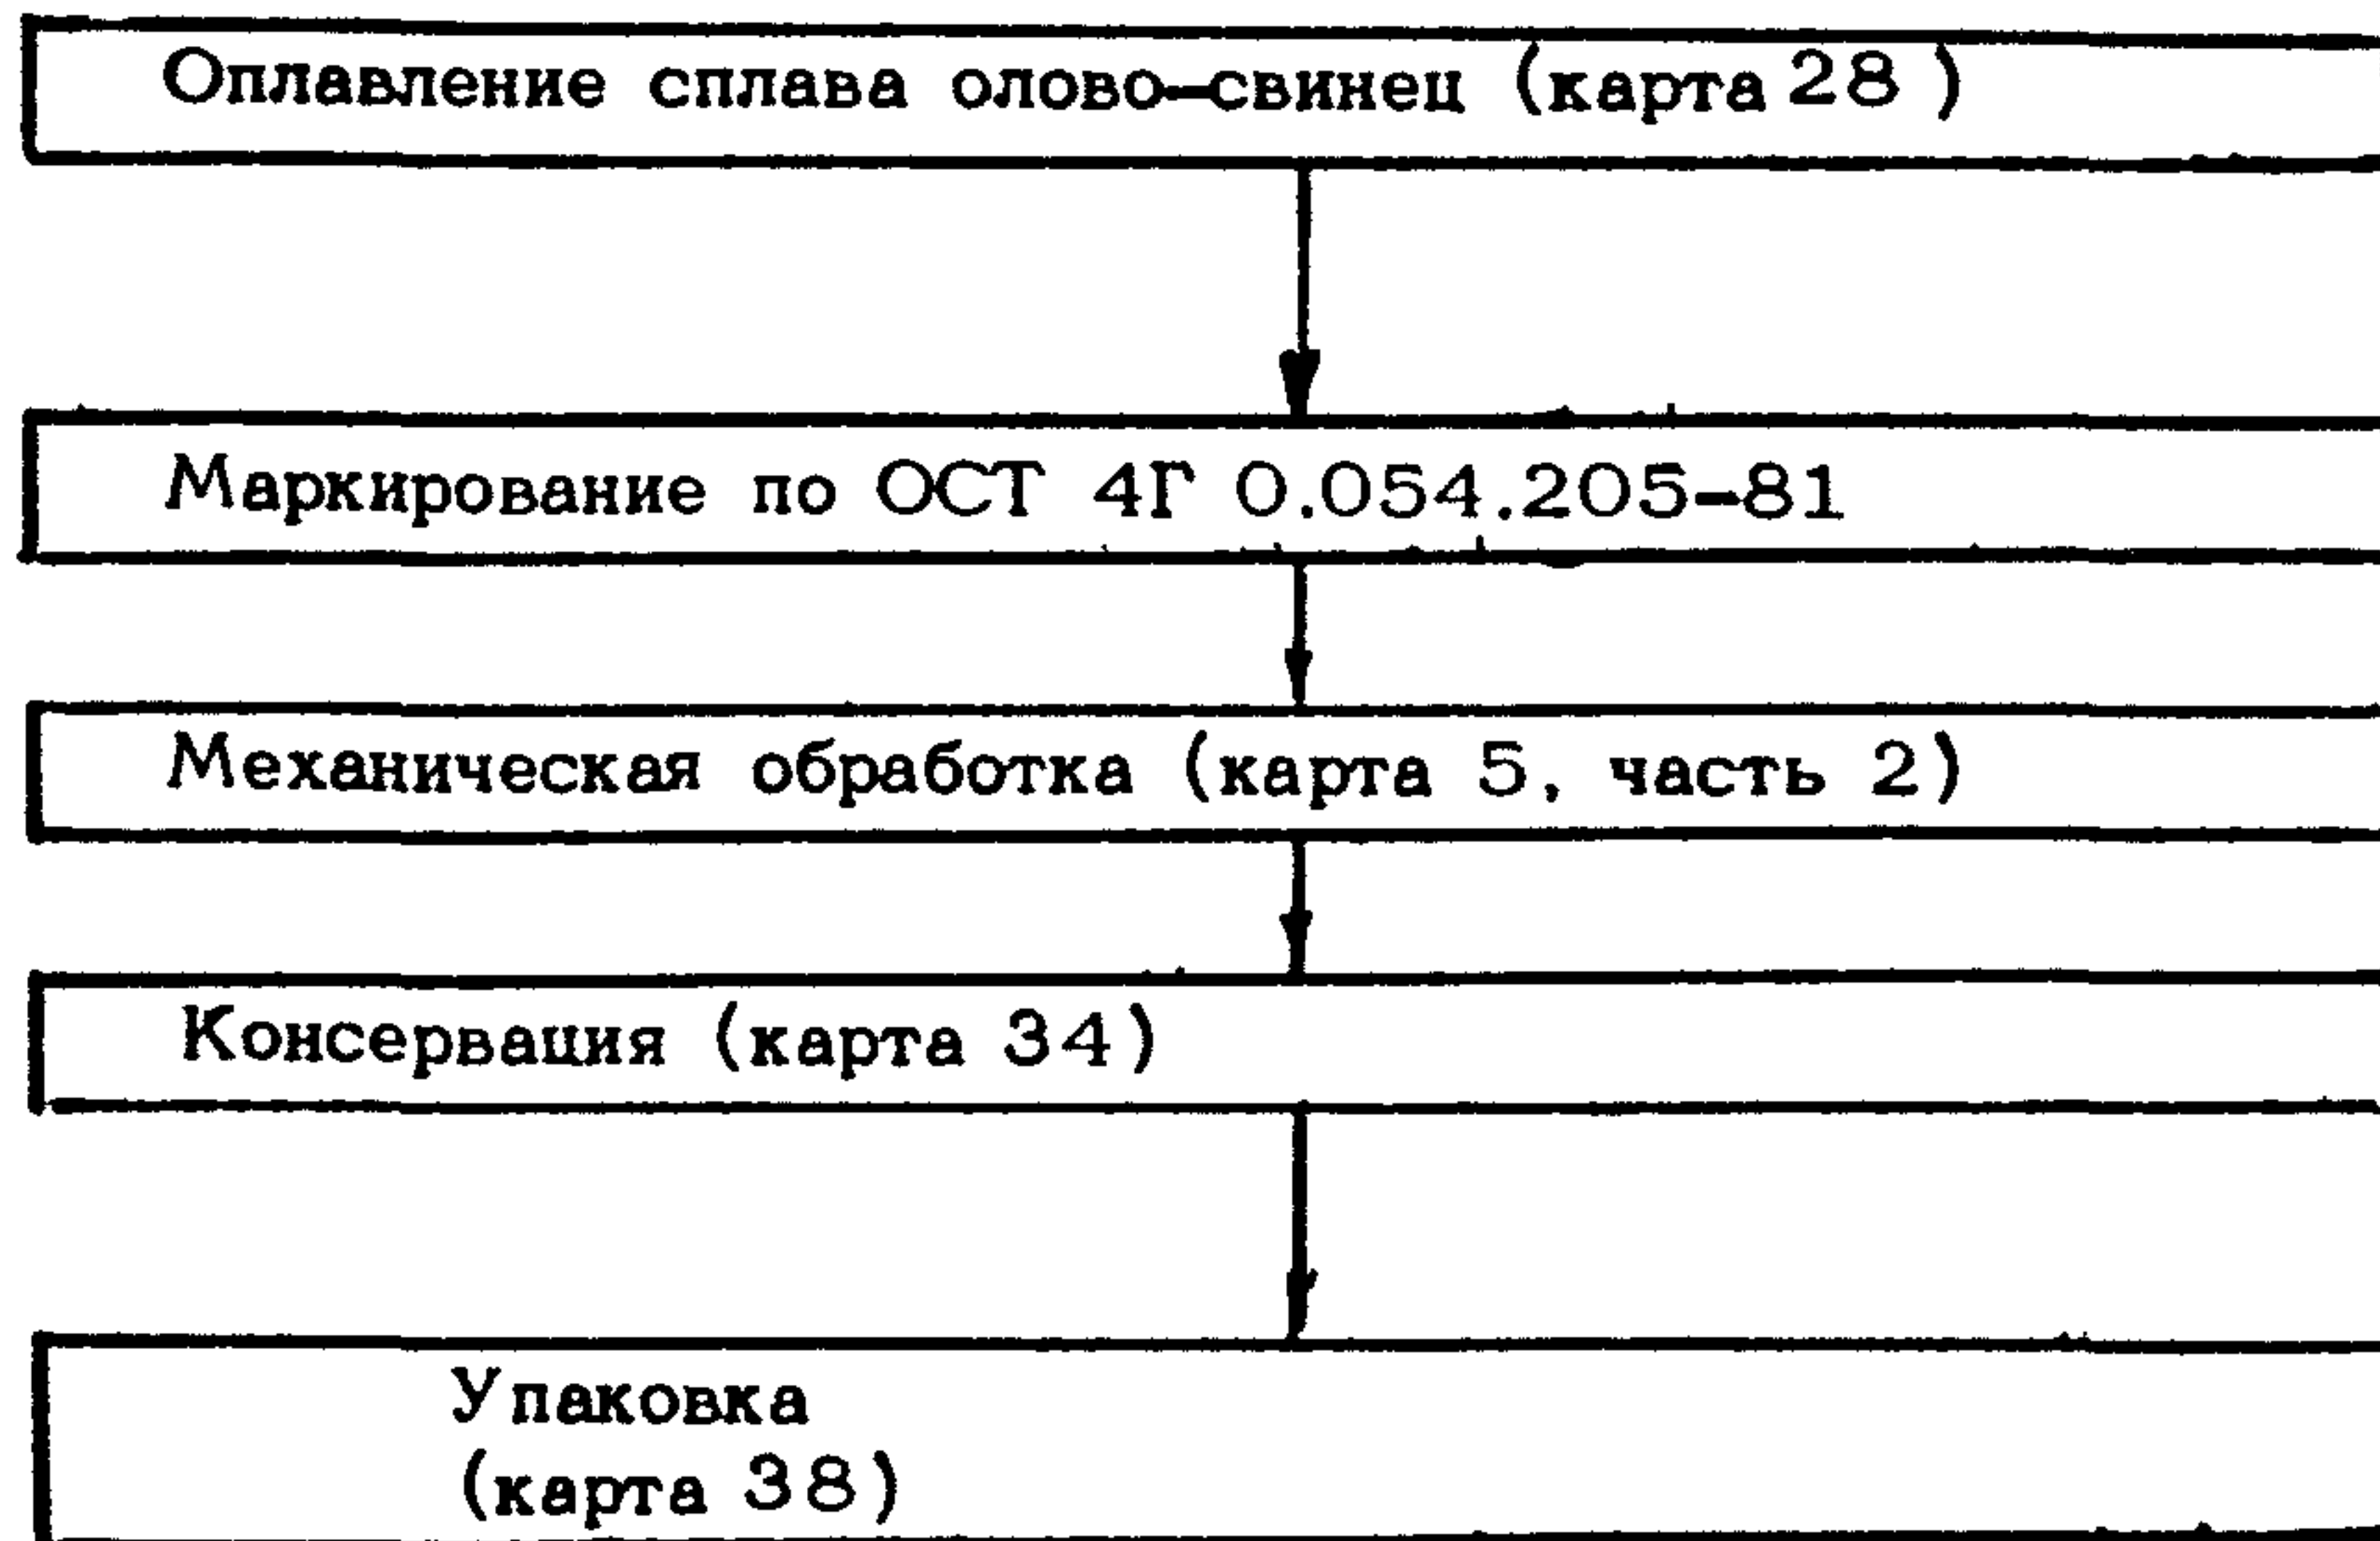 Оплавление сплава олово-свинец (карта 28)
Маркирование по ОСТ 4Г 0.054.205-81
Механическая обработка (карта 5, часть 2)
Консервация (карта 34)
Упаковка
(карта 38)